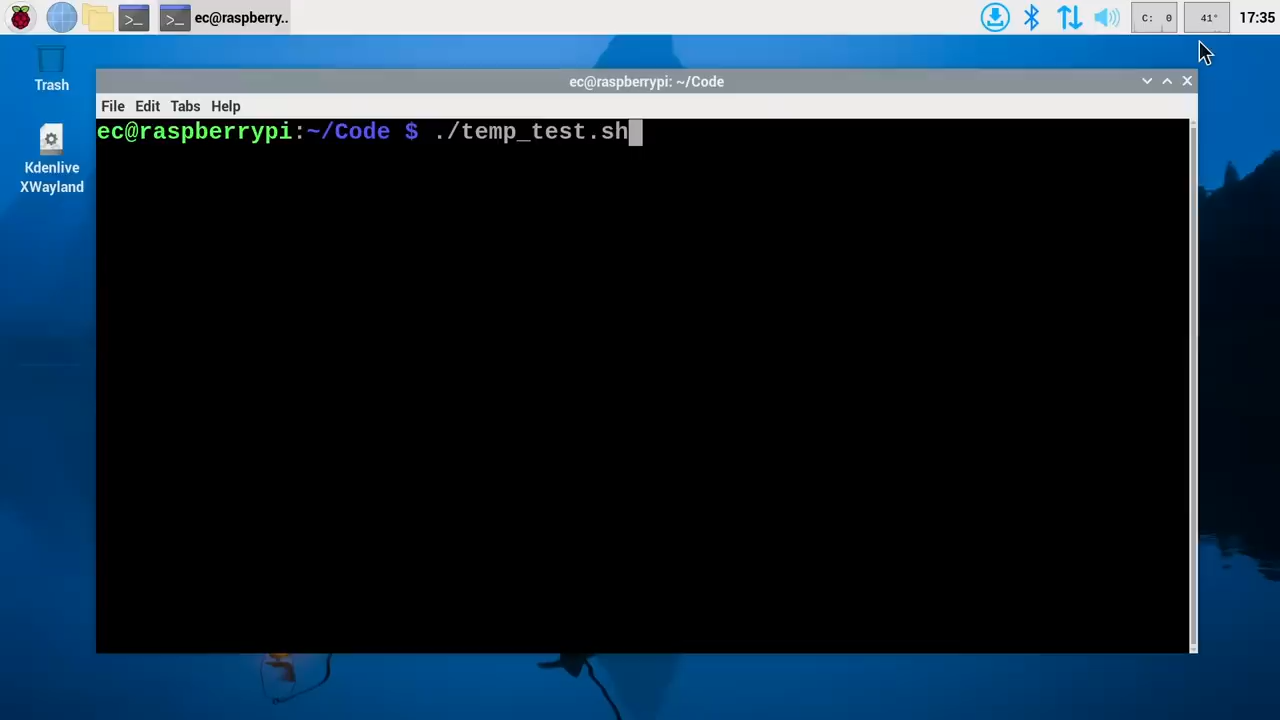 ec@raspberry..
C: 0
41°
17:35
Trash
Kdenlive
XWayland
ec@raspberrypi: ~/Code
File Edit Tabs Help
ec@raspberrypi:~/Code $ ./temp_test.sh